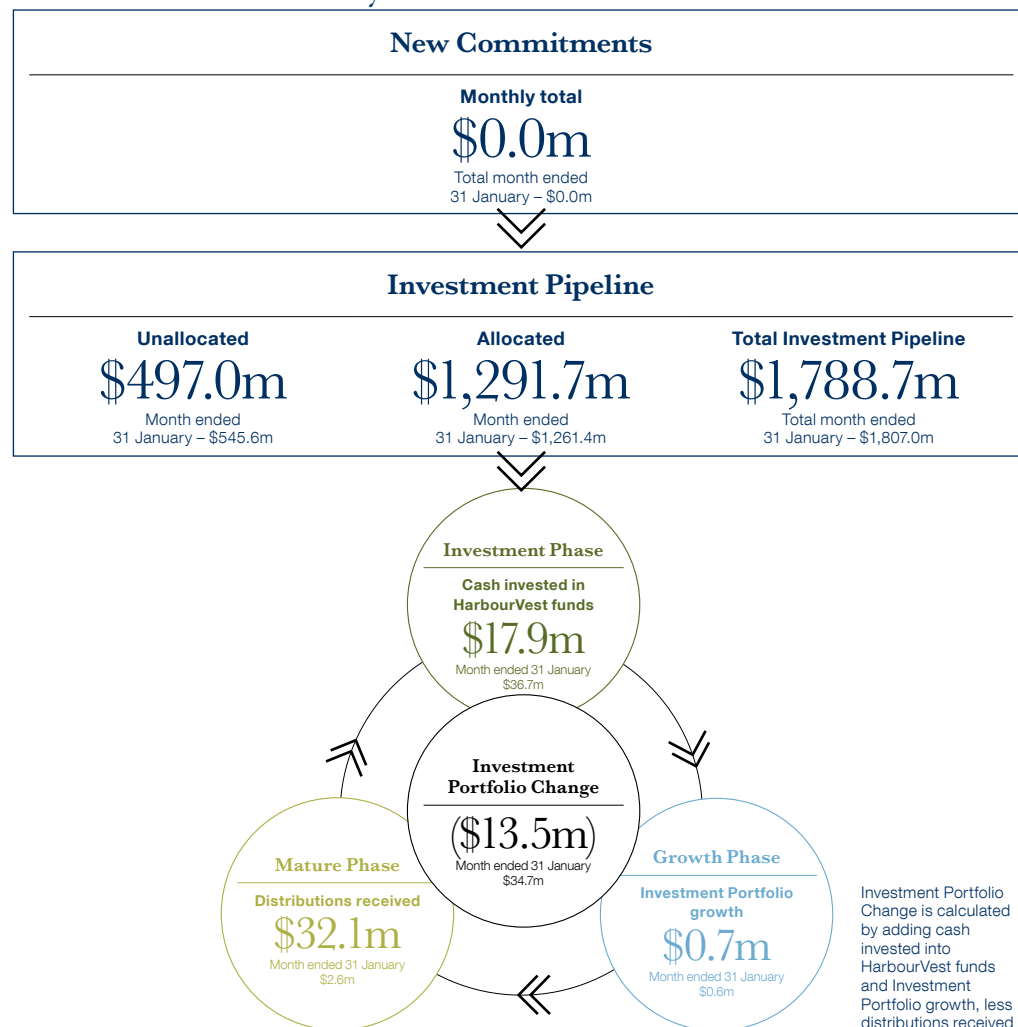 New Commitments
Monthly total
$0.0m
Total month ended
31 January – $0.0m
Investment Pipeline
Unallocated
$497.0m
Month ended
31 January – $545.6m
Allocated
$1,291.7m
Month ended
31 January – $1,261.4m
Total Investment Pipeline
$1,788.7m
Total month ended
31 January – $1,807.0m
Investment Phase
Cash invested in
HarbourVest funds
$17.9m
Month ended 31 January
$36.7m
Investment
Portfolio Change
($13.5m)
Month ended 31 January
$34.7m
Mature Phase
Distributions received
$32.1m
Month ended 31 January
$2.6m
Growth Phase
Investment Portfolio
growth
$0.7m
Month ended 31 January
$0.6m
Investment Portfolio
Change is calculated
by adding cash
invested into
HarbourVest funds
and Investment
Portfolio growth, less
distributions received